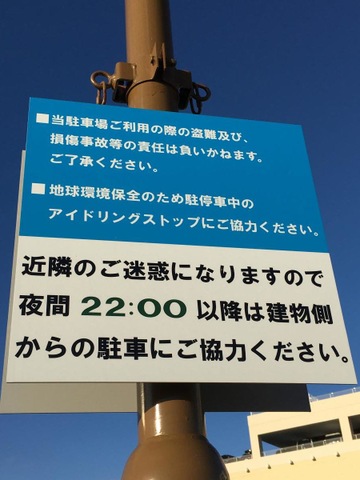 ■当駐車場ご利用の際の盗難及び、
損傷事故等の責任は負いかねます。
ご了承ください。
■地球環境保全のため駐停車中の
アイドリングストップにご協力ください。
近隣のご迷惑になりますので
夜間 22:00 以降は建物側
からの駐車にご協力ください。